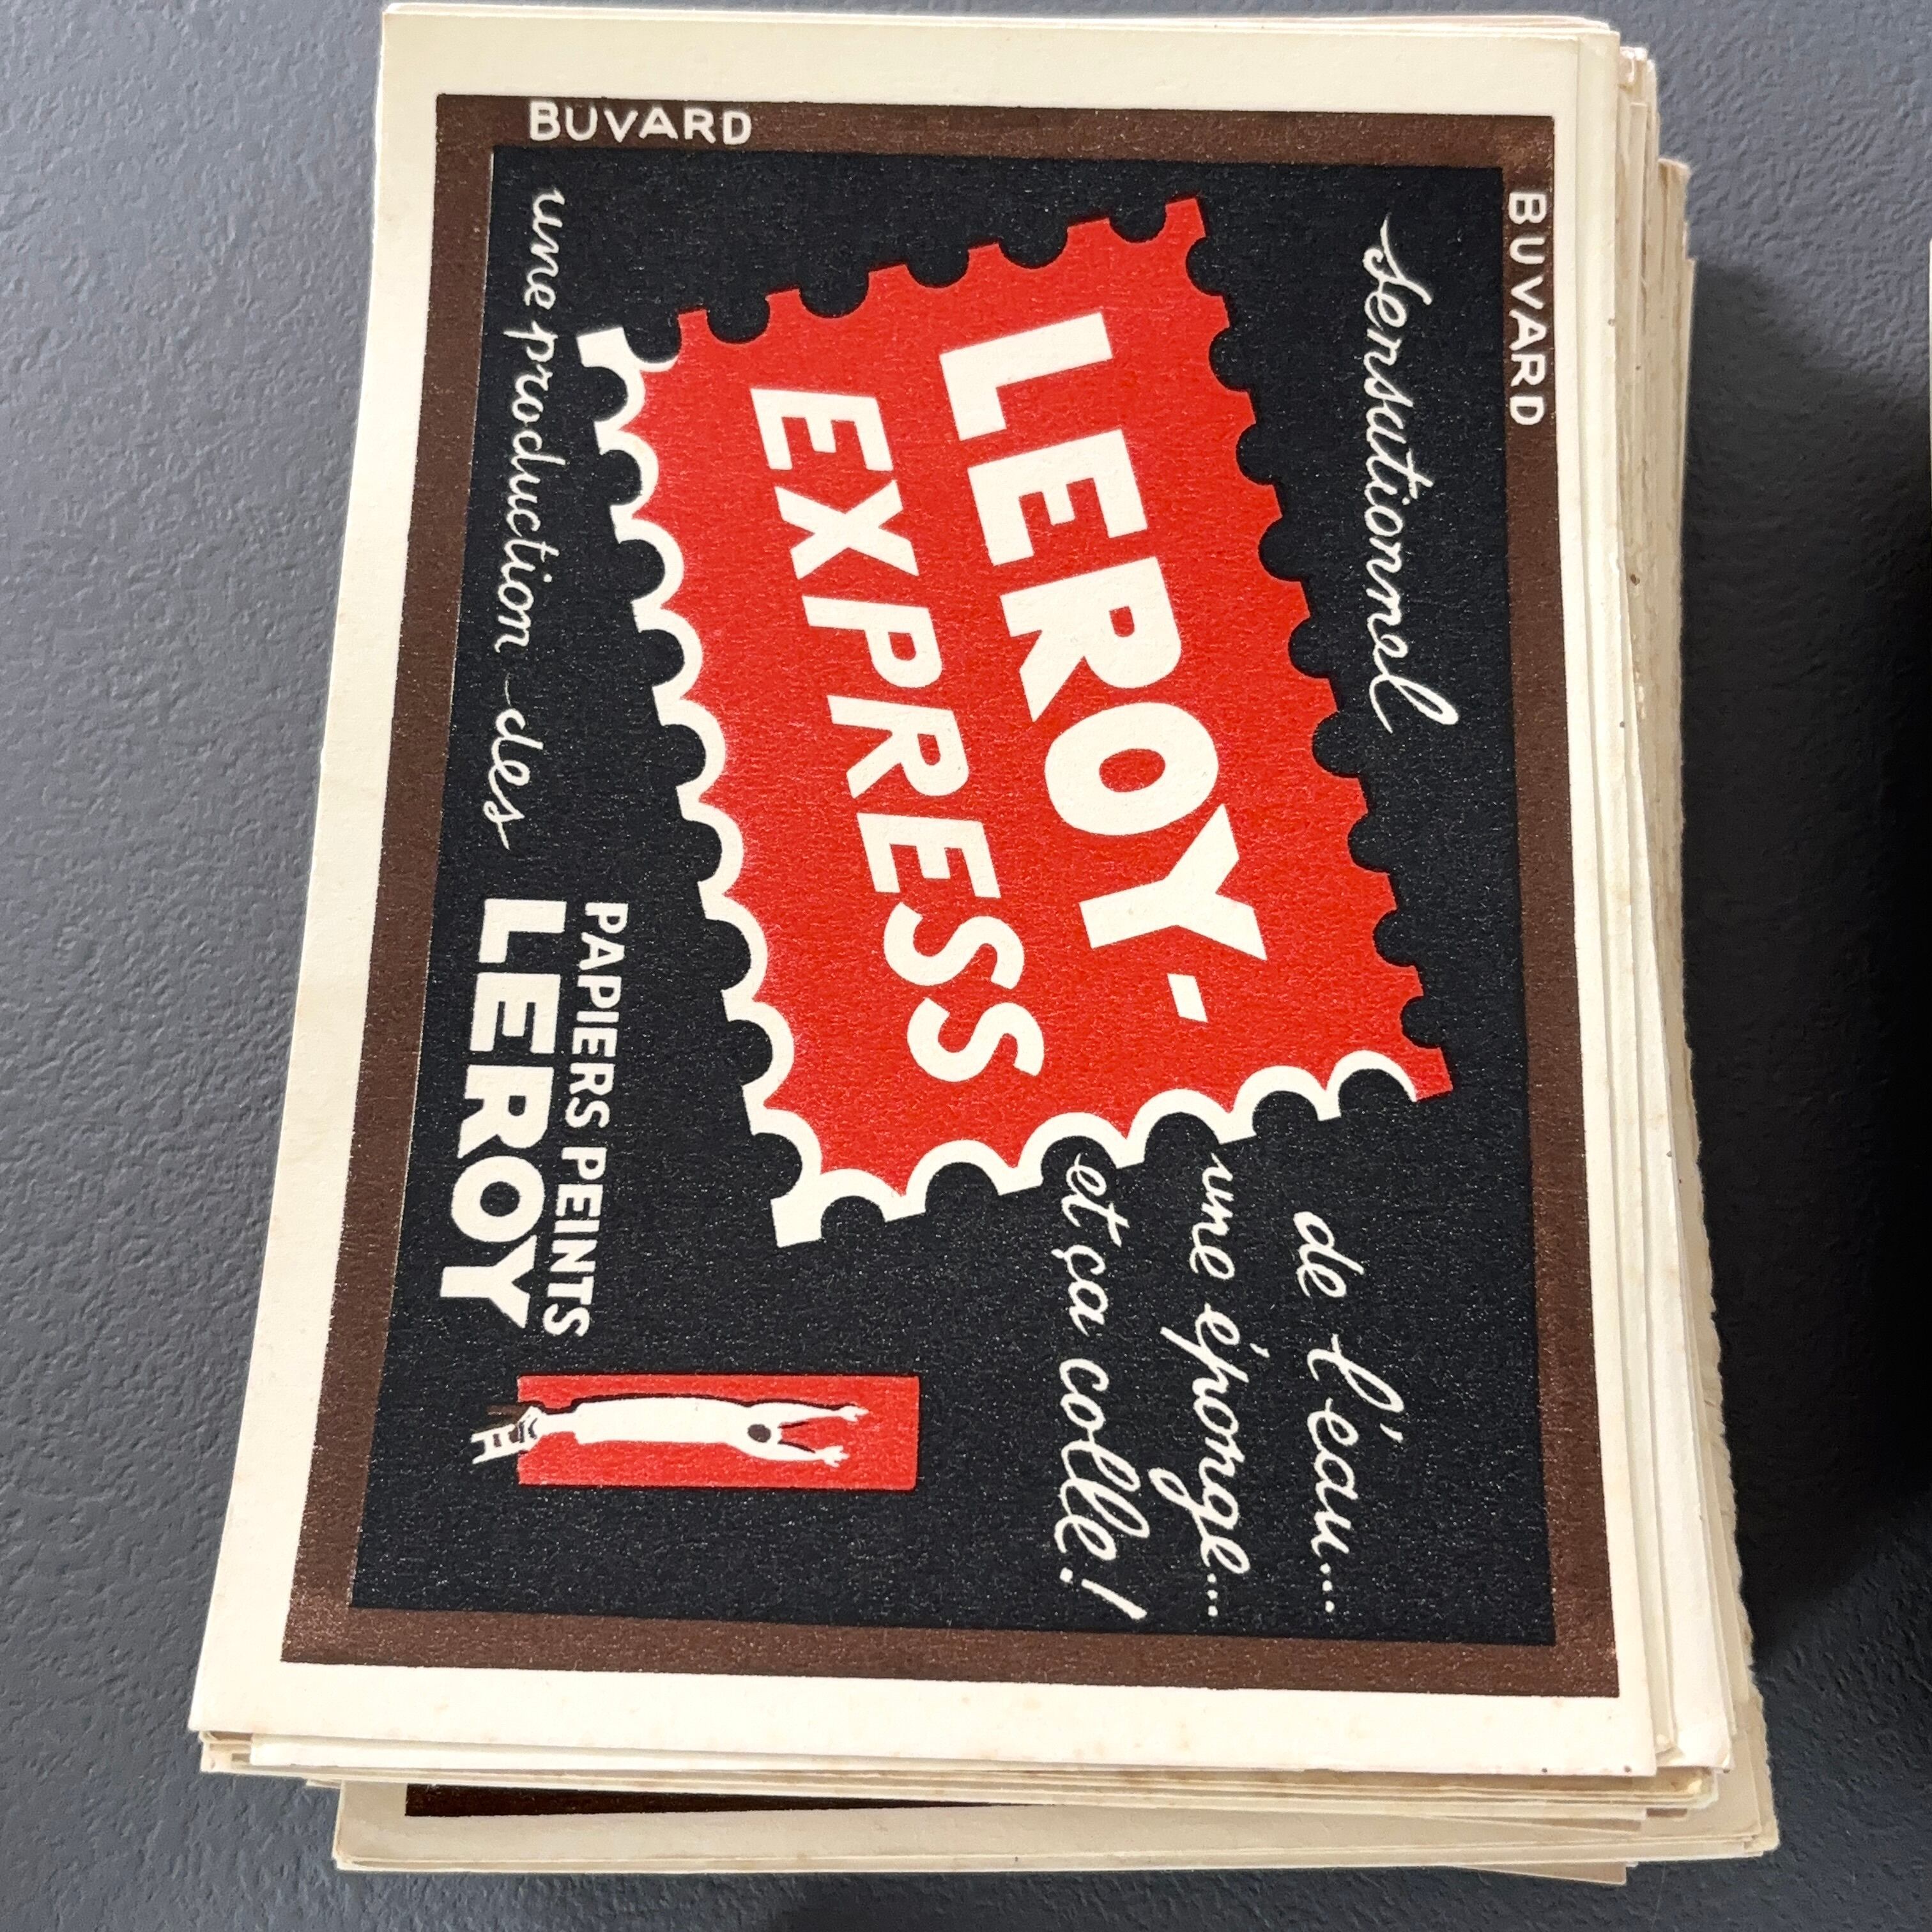 BUVARD
BUVARD
sensationnel
LEROY-
EXPRESS
de l'eau...
une éponge...
et ça colle!
une production des
PAPIERS PEINTS
LEROY